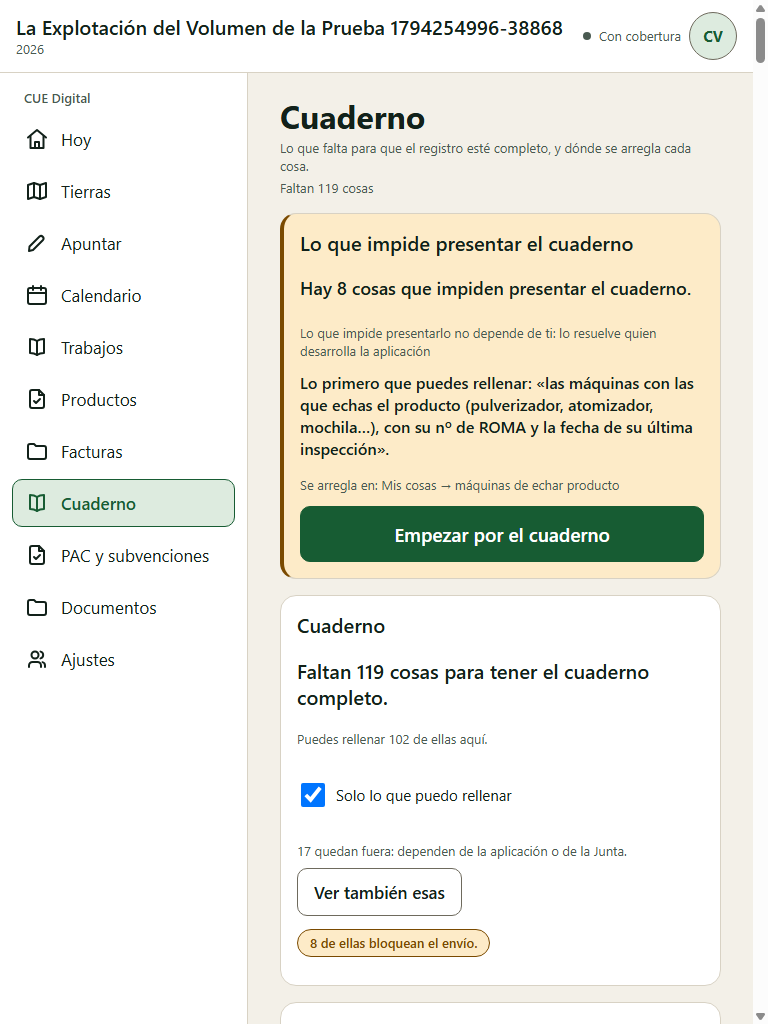 La Explotación del Volumen de la Prueba 1794254996-38868
2026
Con cobertura
CV
CUE Digital
Hoy
Tierras
Apuntar
Calendario
Trabajos
Productos
Facturas
Cuaderno
PAC y subvenciones
Documentos
Ajustes
Cuaderno
Lo que falta para que el registro esté completo, y dónde se arregla cada
cosa.
Faltan 119 cosas
Lo que impide presentar el cuaderno
Hay 8 cosas que impiden presentar el cuaderno.
Lo que impide presentarlo no depende de ti: lo resuelve quien
desarrolla la aplicación
Lo primero que puedes rellenar: «las máquinas con las
que echas el producto (pulverizador, atomizador,
mochila...), con su nº de ROMA y la fecha de su última
inspección».
Se arregla en: Mis cosas → máquinas de echar producto
Empezar por el cuaderno
Cuaderno
Faltan 119 cosas para tener el cuaderno
completo.
Puedes rellenar 102 de ellas aquí.
Solo lo que puedo rellenar
17 quedan fuera: dependen de la aplicación o de la Junta.
Ver también esas
8 de ellas bloquean el envío.